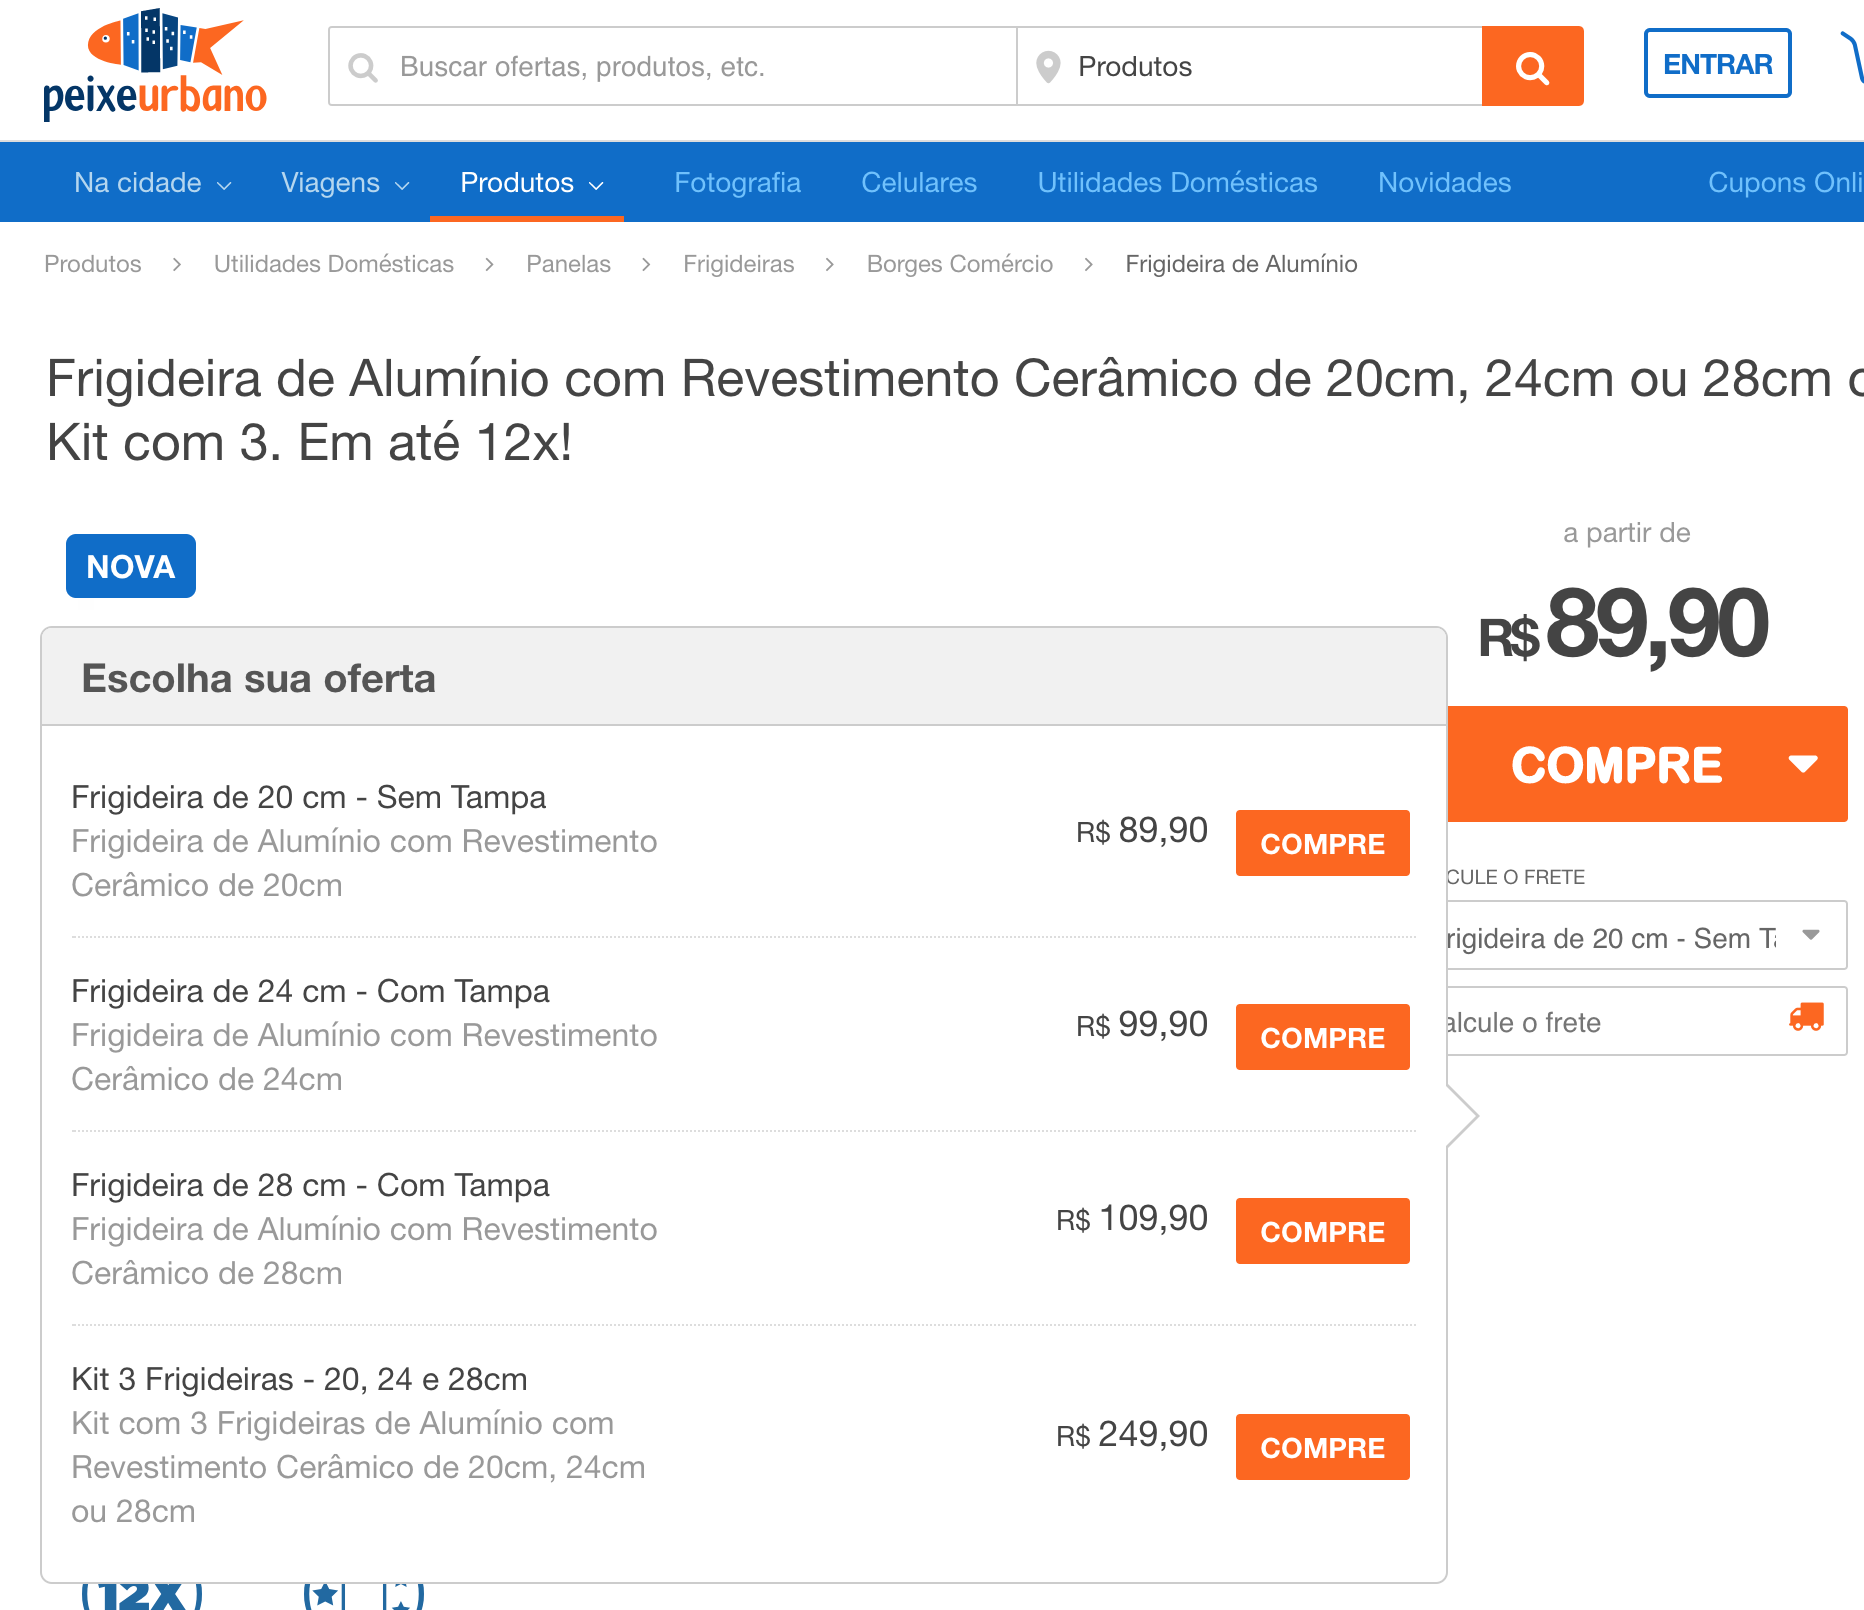 peixeurbano
Buscar ofertas, produtos, etc.
Produtos
ENTRAR
Na cidade
Viagens
Produtos
Fotografia
Celulares
Utilidades Domésticas
Novidades
Cupons Onli
Produtos > Utilidades Domésticas > Panelas > Frigideiras > Borges Comércio > Frigideira de Alumínio
Frigideira de Alumínio com Revestimento Cerâmico de 20cm, 24cm ou 28cm
Kit com 3. Em até 12x!
NOVA
a partir de
R$ 89,90
COMPRE
CULE O FRETE
rigideira de 20 cm - Sem Ta
alcule o frete
Escolha sua oferta
Frigideira de 20 cm - Sem Tampa
Frigideira de Alumínio com Revestimento
Cerâmico de 20cm
R$ 89,90
COMPRE
Frigideira de 24 cm - Com Tampa
Frigideira de Alumínio com Revestimento
Cerâmico de 24cm
R$ 99,90
COMPRE
Frigideira de 28 cm - Com Tampa
Frigideira de Alumínio com Revestimento
Cerâmico de 28cm
R$ 109,90
COMPRE
Kit 3 Frigideiras - 20, 24 e 28cm
Kit com 3 Frigideiras de Alumínio com
Revestimento Cerâmico de 20cm, 24cm
ou 28cm
R$ 249,90
COMPRE
12X